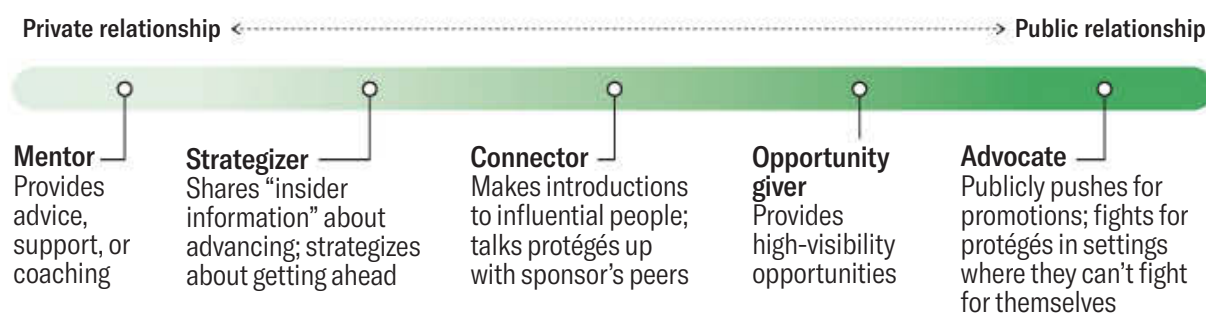 Private relationship
Public relationship
Mentor
Provides
advice,
support, or
coaching
Strategizer
Shares “insider
information” about
advancing; strategizes
about getting ahead
Connector
Makes introductions
to influential people;
talks protégés up
with sponsor’s peers
Opportunity
giver
Provides
high-visibility
opportunities
Advocate
Publicly pushes for
promotions; fights for
protégés in settings
where they can’t fight
for themselves